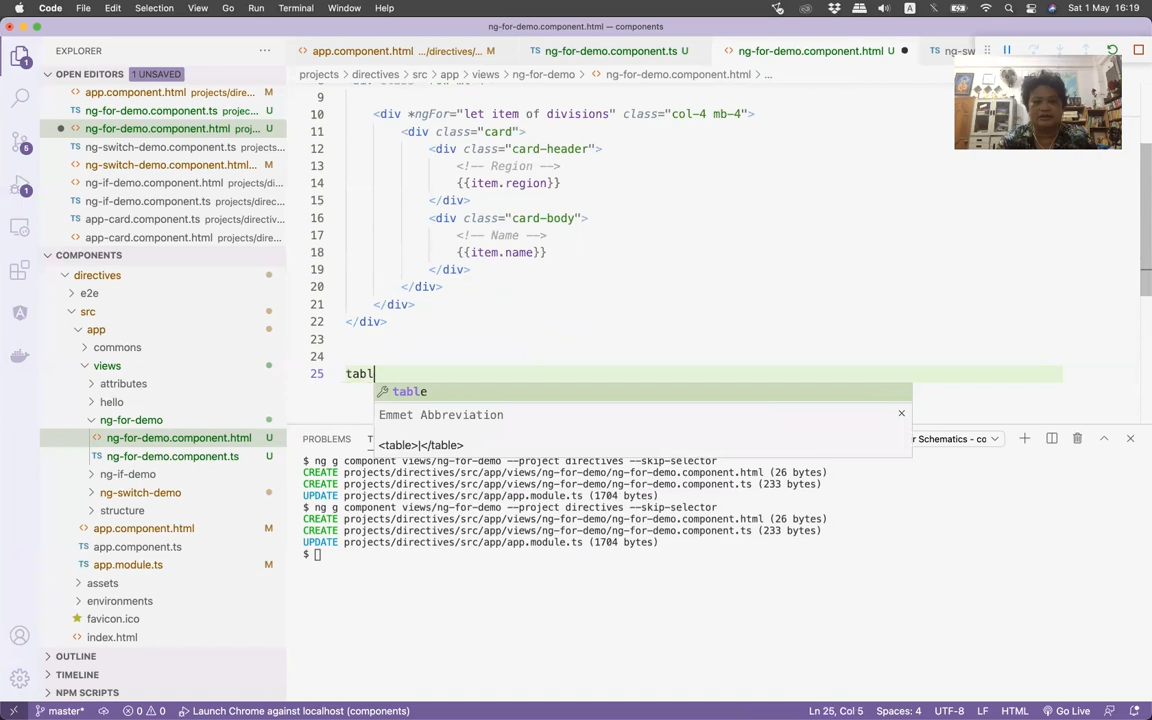 Code File Edit Selection View Go Run Terminal Window Help A Sat 1 May 16:19
ng-for-demo.component.html — components
EXPLORER
OPEN EDITORS 1 UNSAVED
app.component.html projects/d... M
ng-for-demo.component.ts projec... U
ng-for-demo.component.html proj... U
ng-switch-demo.component.ts projects...
ng-switch-demo.component.html... M
ng-if-demo.component.html projects/di...
ng-if-demo.component.ts projects/direc...
app-card.component.ts projects/directiv...
app-card.component.html projects/dire...
COMPONENTS
directives
e2e
src
app
commons
views
attributes
hello
ng-for-demo
ng-for-demo.component.html U
ng-for-demo.component.ts U
ng-if-demo
ng-switch-demo
structure
app.component.html M
app.component.ts
app.module.ts M
assets
environments
favicon.ico
index.html
OUTLINE
TIMELINE
NPM SCRIPTS
1
5
1
app.component.html .../directives/... M
ng-for-demo.component.ts U
ng-for-demo.component.html U
ng-sw
projects > directives > src > app > views > ng-for-demo > ng-for-demo.component.html > ...
9
10 <div *ngFor="let item of divisions" class="col-4 mb-4">
11 <div class="card">
12 <div class="card-header">
13 <!-- Region -->
14 {{item.region}}
15 </div>
16 <div class="card-body">
17 <!-- Name -->
18 {{item.name}}
19 </div>
20 </div>
21 </div>
22 </div>
23
24
25 tabl
table
Emmet Abbreviation
<table>|</table>
PROBLEMS T r Schematics - co
$ ng g component views/ng-for-demo --project directives --skip-selector
CREATE projects/directives/src/app/views/ng-for-demo/ng-for-demo.component.html (26 bytes)
CREATE projects/directives/src/app/views/ng-for-demo/ng-for-demo.component.ts (233 bytes)
UPDATE projects/directives/src/app/app.module.ts (1704 bytes)
$ ng g component views/ng-for-demo --project directives --skip-selector
CREATE projects/directives/src/app/views/ng-for-demo/ng-for-demo.component.html (26 bytes)
CREATE projects/directives/src/app/views/ng-for-demo/ng-for-demo.component.ts (233 bytes)
UPDATE projects/directives/src/app/app.module.ts (1704 bytes)
$
master* 0 0 Launch Chrome against localhost (components) Ln 25, Col 5 Spaces: 4 UTF-8 LF HTML Go Live